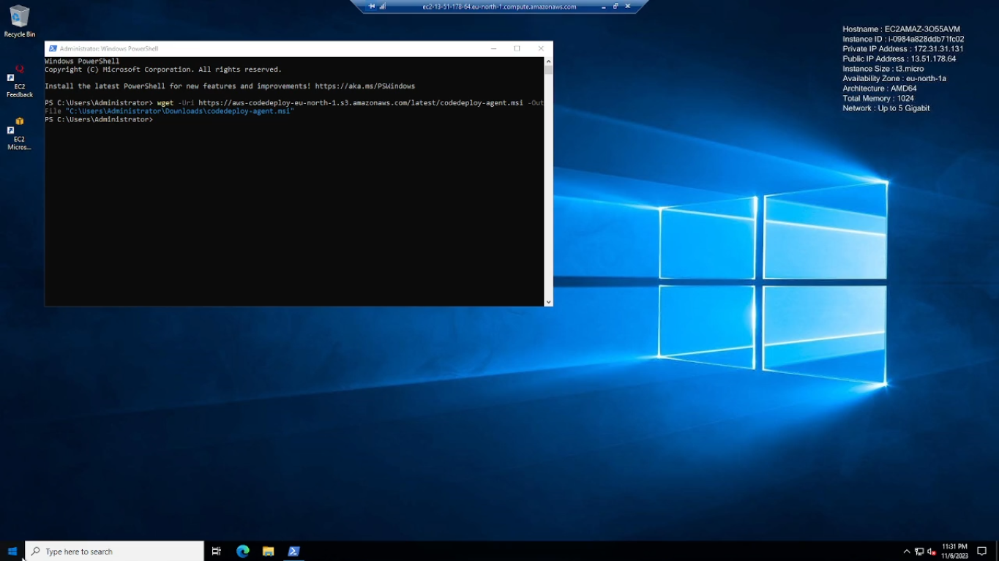 ec2-13-51-178-64.eu-north-1.compute.amazonaws.com
Recycle Bin
EC2
Feedback
EC2
Micros...
Hostname : EC2AMAZ-3O55AVM
Instance ID : i-0984a828ddb71fc02
Private IP Address : 172.31.31.131
Public IP Address : 13.51.178.64
Instance Size : t3.micro
Availability Zone : eu-north-1a
Architecture : AMD64
Total Memory : 1024
Network : Up to 5 Gigabit
Administrator: Windows PowerShell
Windows PowerShell
Copyright (C) Microsoft Corporation. All rights reserved.
Install the latest PowerShell for new features and improvements! https://aka.ms/PSWindows
PS C:\Users\Administrator> wget -Uri https://aws-codedeploy-eu-north-1.s3.amazonaws.com/latest/codedeploy-agent.msi -Out
File "C:\Users\Administrator\Downloads\codedeploy-agent.msi"
PS C:\Users\Administrator>
Type here to search
11:31 PM
11/6/2023